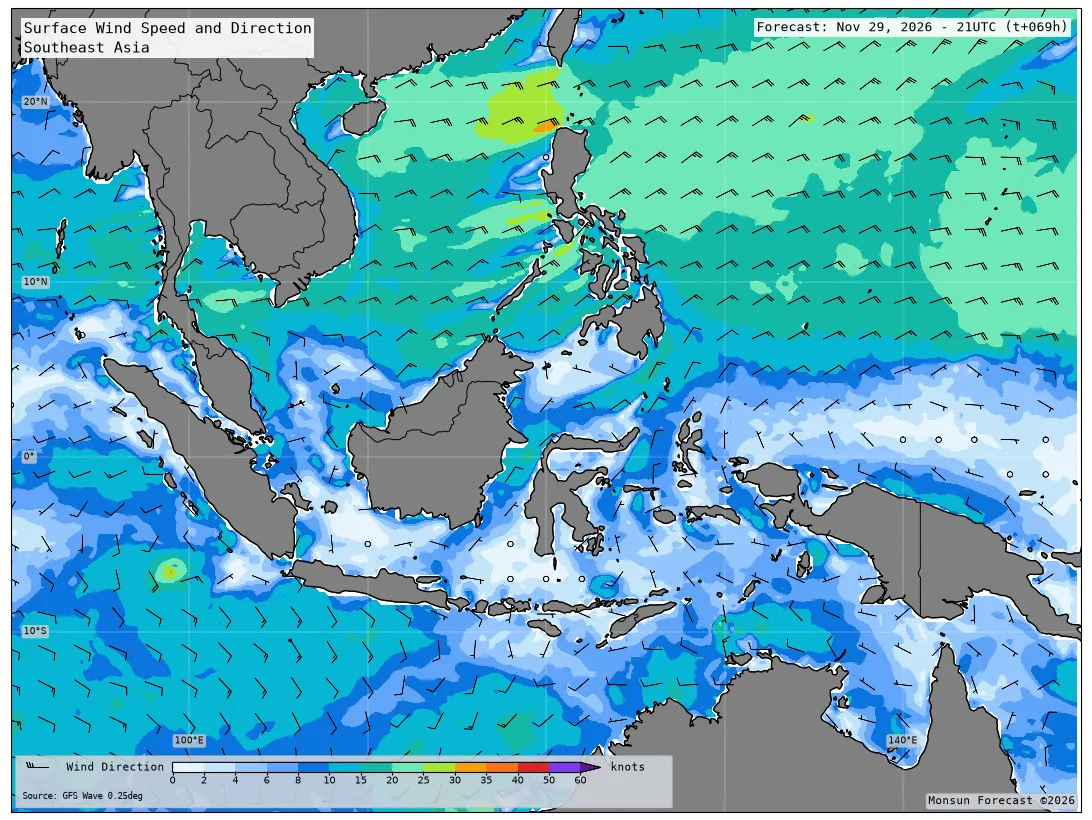 Surface Wind Speed and Direction
Southeast Asia
Forecast: Nov 29, 2026 - 21UTC (t+069h)
20°N
10°N
0°
10°S
100°E
140°E
Wind Direction
knots
0 2 4 6 8 10 15 20 25 30 35 40 50 60
Source: GFS Wave 0.25deg
Monsun Forecast ©2026